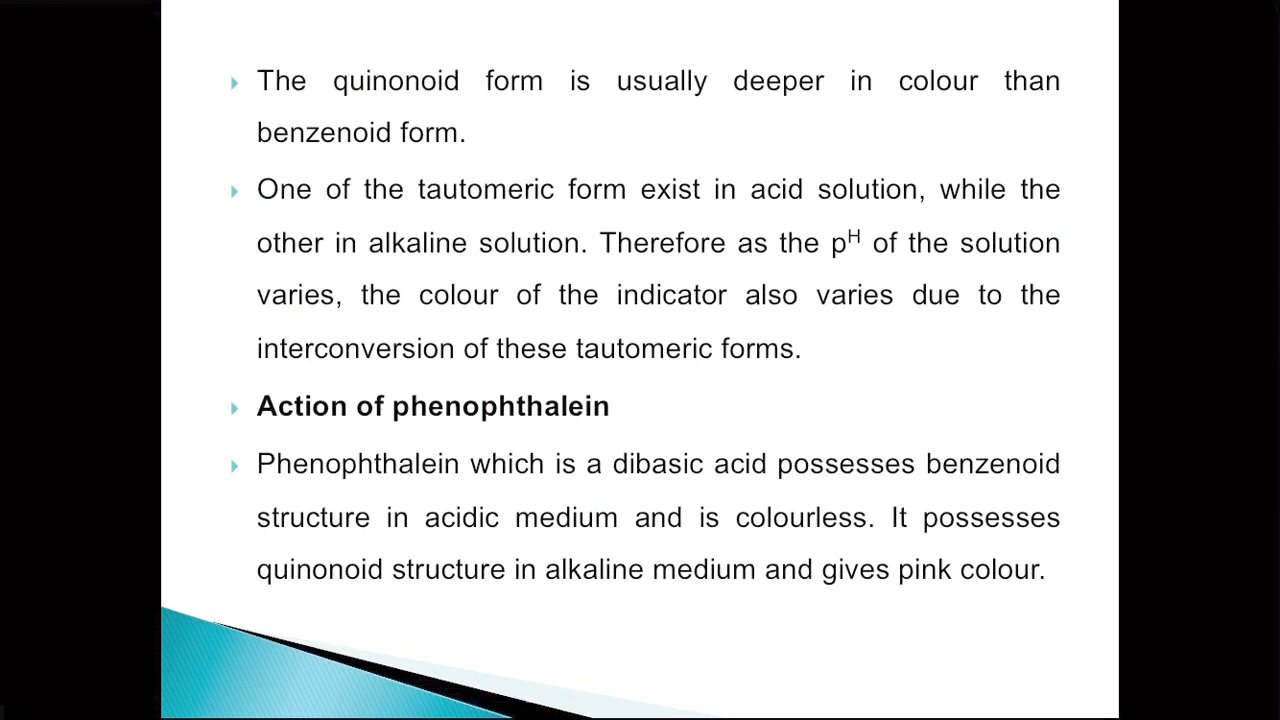 The quinonoid form is usually deeper in colour than
benzenoid form.
One of the tautomeric form exist in acid solution, while the
other in alkaline solution. Therefore as the pᴴ of the solution
varies, the colour of the indicator also varies due to the
interconversion of these tautomeric forms.
Action of phenophthalein
Phenophthalein which is a dibasic acid possesses benzenoid
structure in acidic medium and is colourless. It possesses
quinonoid structure in alkaline medium and gives pink colour.